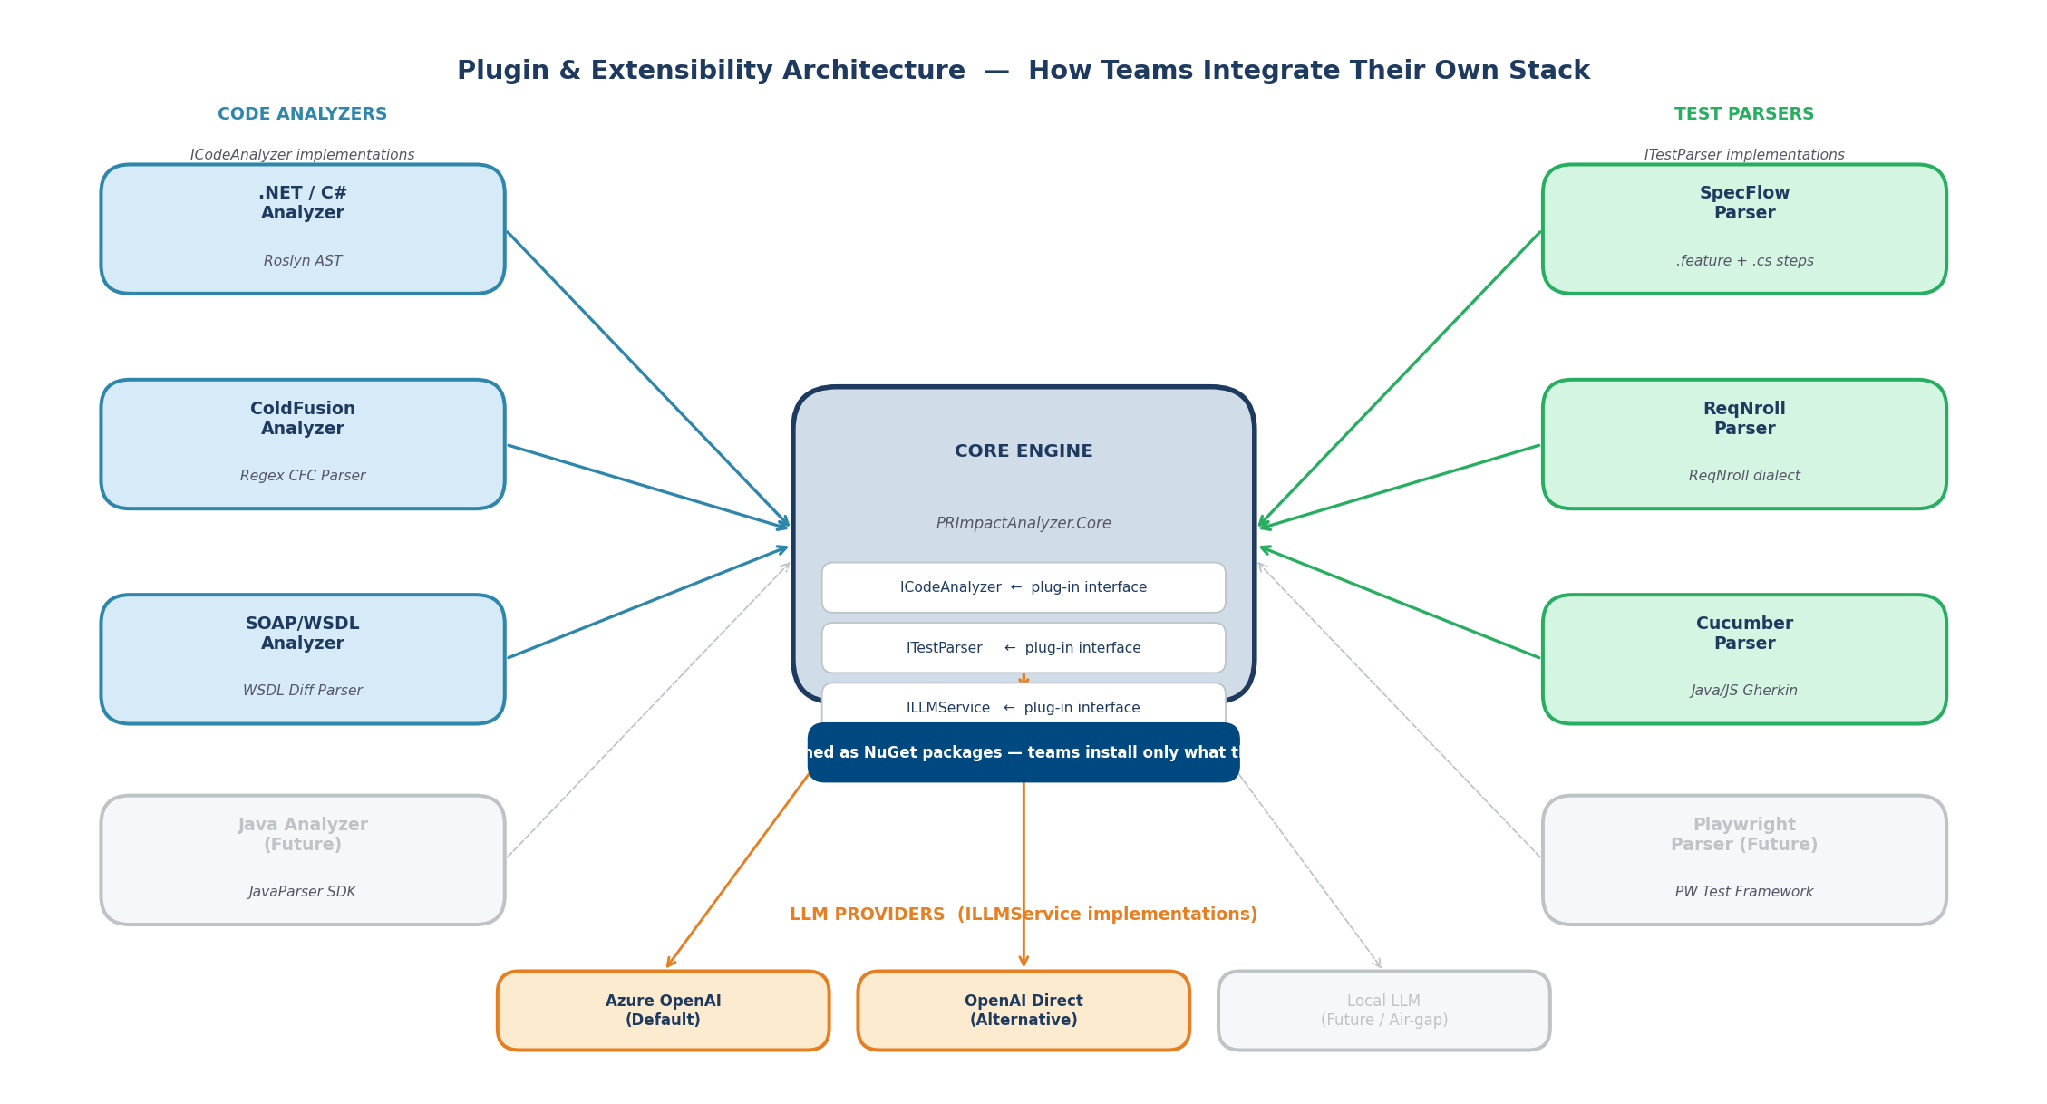 Plugin & Extensibility Architecture — How Teams Integrate Their Own Stack
CODE ANALYZERS
ICodeAnalyzer implementations
.NET / C#
Analyzer
Roslyn AST
ColdFusion
Analyzer
Regex CFC Parser
SOAP/WSDL
Analyzer
WSDL Diff Parser
Java Analyzer
(Future)
JavaParser SDK
CORE ENGINE
PRImpactAnalyzer.Core
ICodeAnalyzer ← plug-in interface
ITestParser ← plug-in interface
ILLMService ← plug-in interface
as NuGet packages — teams install only what
TEST PARSERS
ITestParser implementations
SpecFlow
Parser
.feature + .cs steps
ReqNroll
Parser
ReqNroll dialect
Cucumber
Parser
Java/JS Gherkin
Playwright
Parser (Future)
PW Test Framework
LLM PROVIDERS (ILLMService implementations)
Azure OpenAI
(Default)
OpenAI Direct
(Alternative)
Local LLM
(Future / Air-gap)